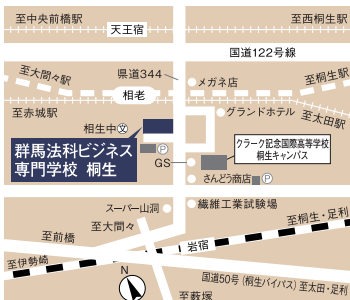 至中央前橋駅
至西桐生駅
天王宿
国道122号線
至大間々駅
県道344
メガネ店
至桐生駅
相老
至赤城駅
グランドホテル
至太田駅
相生中 文
群馬法科ビジネス
専門学校 桐生
P
GS
クラーク記念国際高等学校
桐生キャンパス
さんどう商店
P
スーパー山洞
繊維工業試験場
至大間々
至桐生・足利
至前橋
岩宿
至伊勢崎
N
国道50号(桐生バイパス)至太田・足利
至藪塚